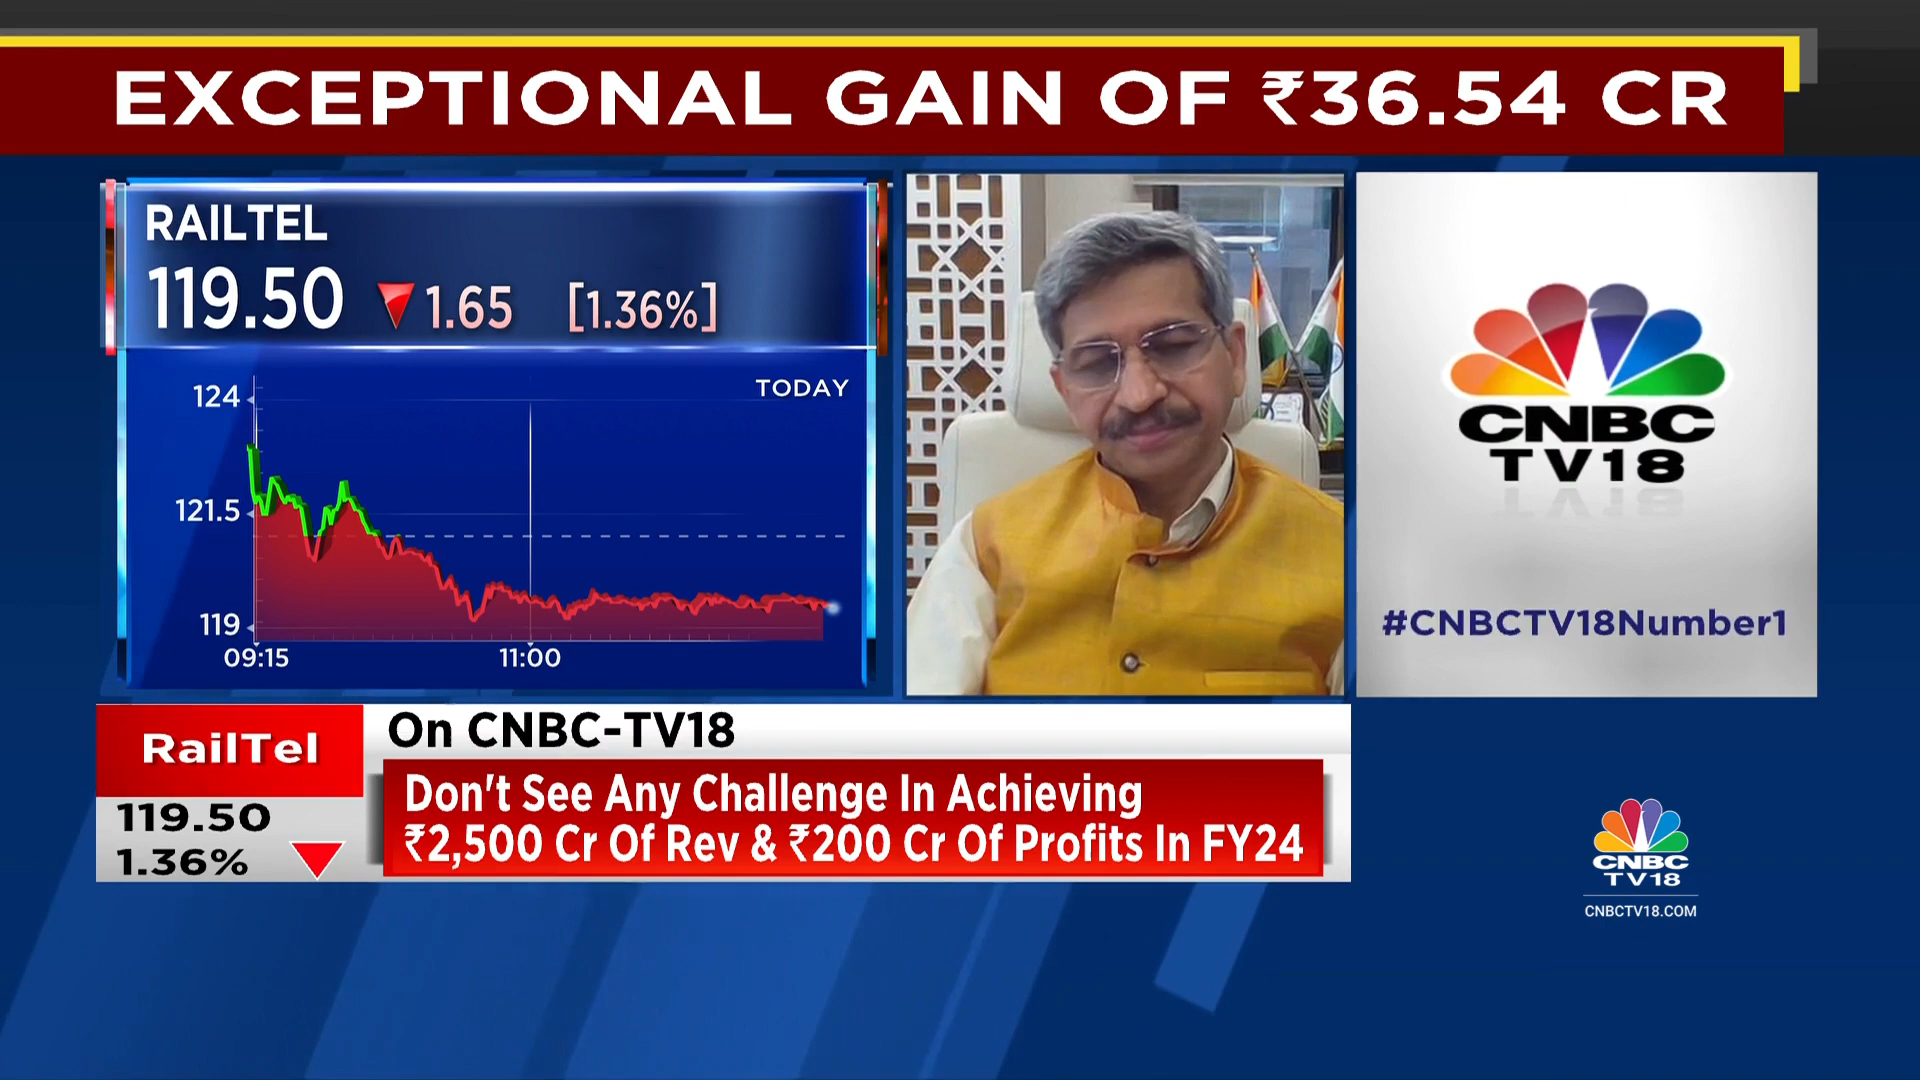 EXCEPTIONAL GAIN OF ₹36.54 CR
RAILTEL
119.50 ▼ 1.65 [1.36%]
TODAY
124
121.5
119
09:15 11:00
CNBC
TV18
#CNBCTV18Number1
RailTel
119.50
1.36% ▼
On CNBC-TV18
Don't See Any Challenge In Achieving
₹2,500 Cr Of Rev & ₹200 Cr Of Profits In FY24
CNBC
TV18
CNBCTV18.COM